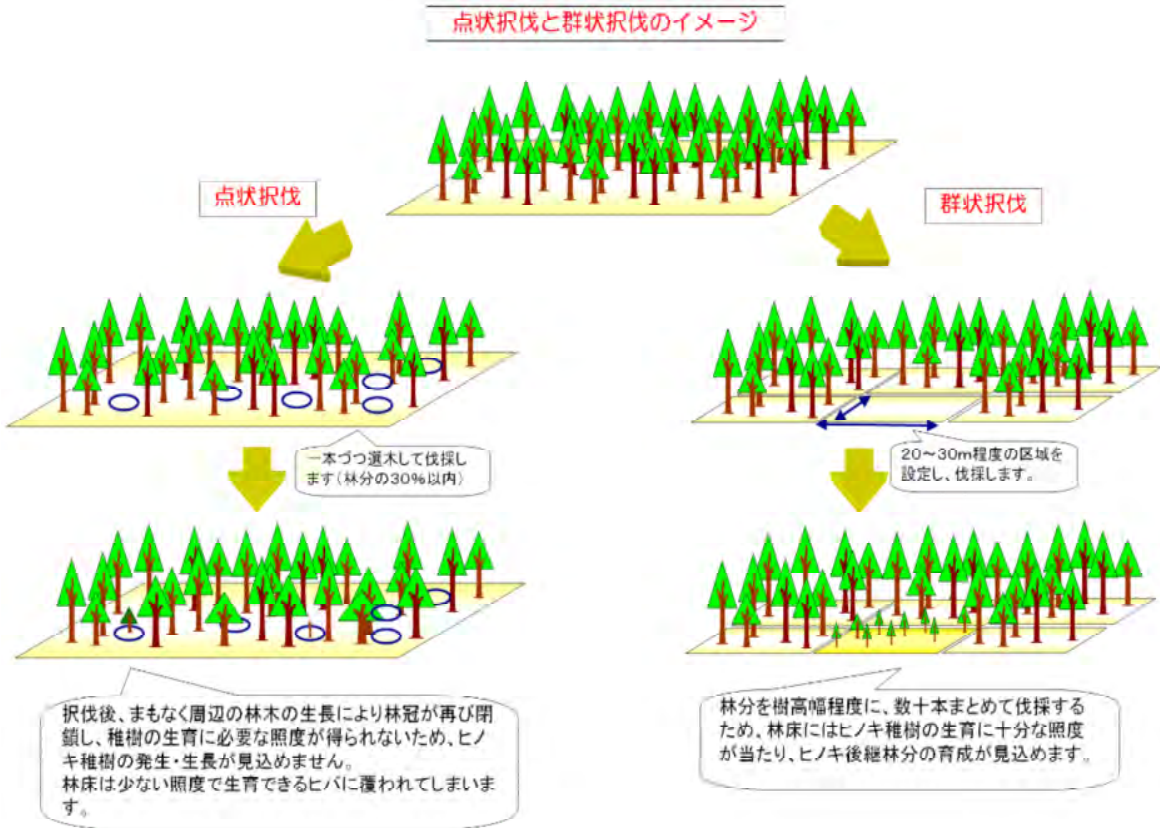 点状択伐と群状択伐のイメージ
点状択伐
群状択伐
一本づつ選木して伐採し
ます(林分の30%以内)
20～30m程度の区域を
設定し、伐採します。
択伐後、まもなく周辺の林木の生長により林冠が再び閉
鎖し、稚樹の生育に必要な照度が得られないため、ヒノ
キ稚樹の発生・生長が見込めません。
林床は少ない照度で生育できるヒバに覆われてしまいま
す。
林分を樹高幅程度に、数十本まとめて伐採する
ため、林床にはヒノキ稚樹の生育に十分な照度
が当たり、ヒノキ後継林分の育成が見込めます。